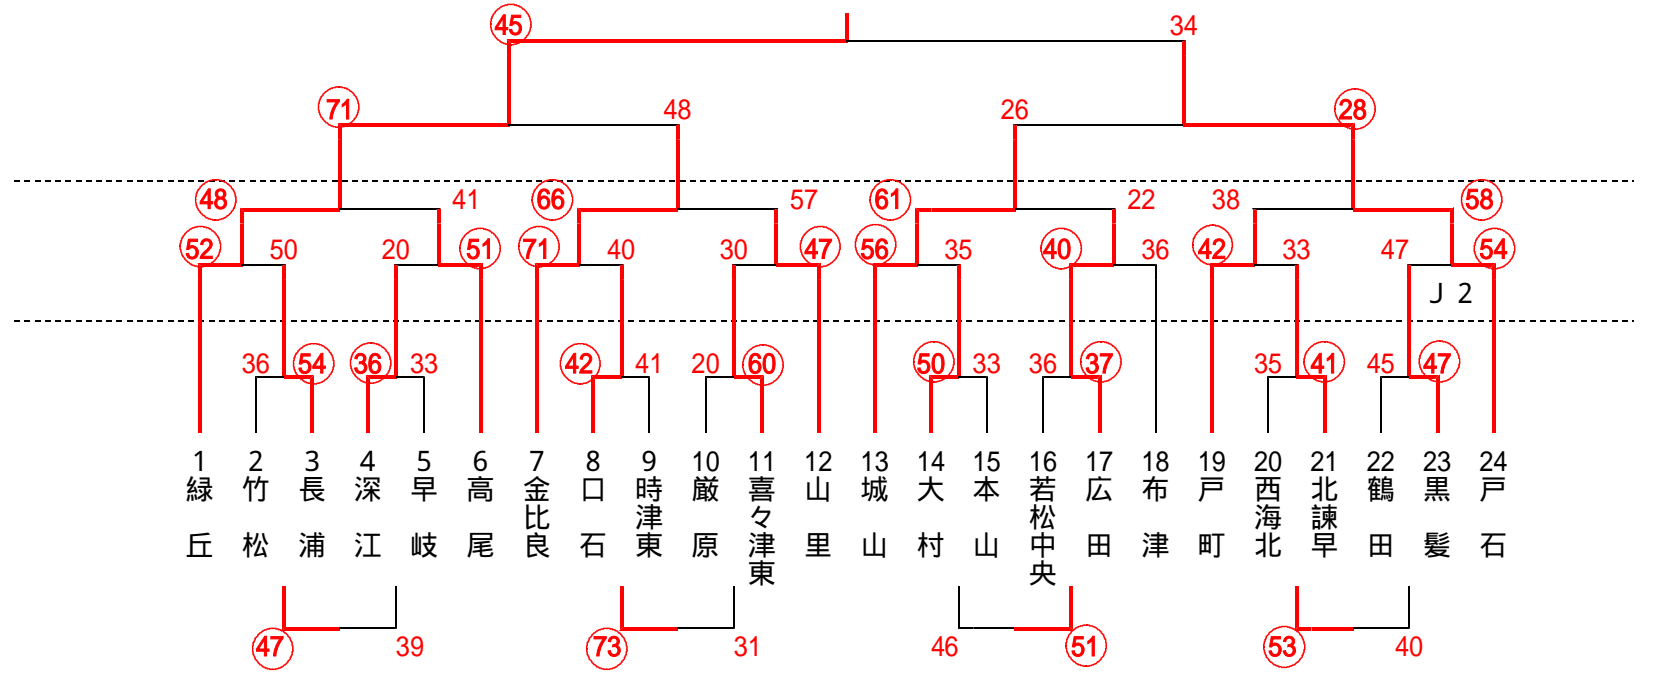 45 34
71 48 26 28
48 41 66 57 61 22 38 58
52 50 20 51 71 40 30 47 56 35 40 36 42 33 47 54
J 2
36 54 36 33 42 41 20 60 50 33 36 37 35 41 45 47
1 2 3 4 5 6 7 8 9 10 11 12 13 14 15 16 17 18 19 20 21 22 23 24
緑丘
竹松
長浦
深江
早岐
高尾
金比良
口石
時津東
厳原
喜々津東
山里
城山
大村
本山
若松中央
広田
布津
戸町
西海北
北諫早
鶴田
黒髪
戸石
47 39 73 31 46 51 53 40